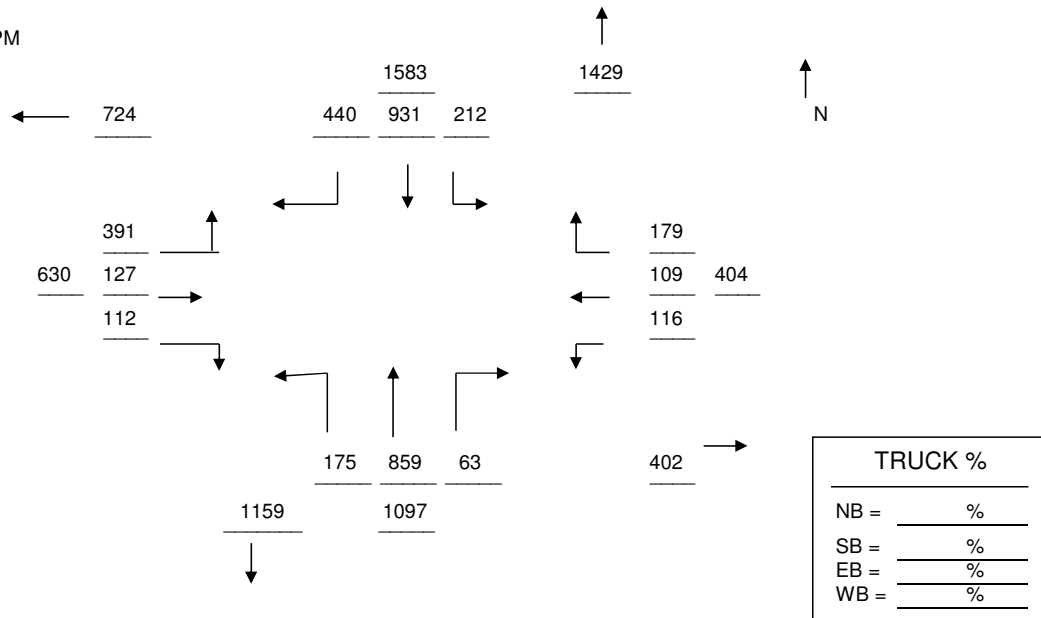 PM
1583
1429
724
440 931 212
N
391
179
630 127
109 404
112
116
175 859 63
402
1159
1097
TRUCK %
NB = %
SB = %
EB = %
WB = %